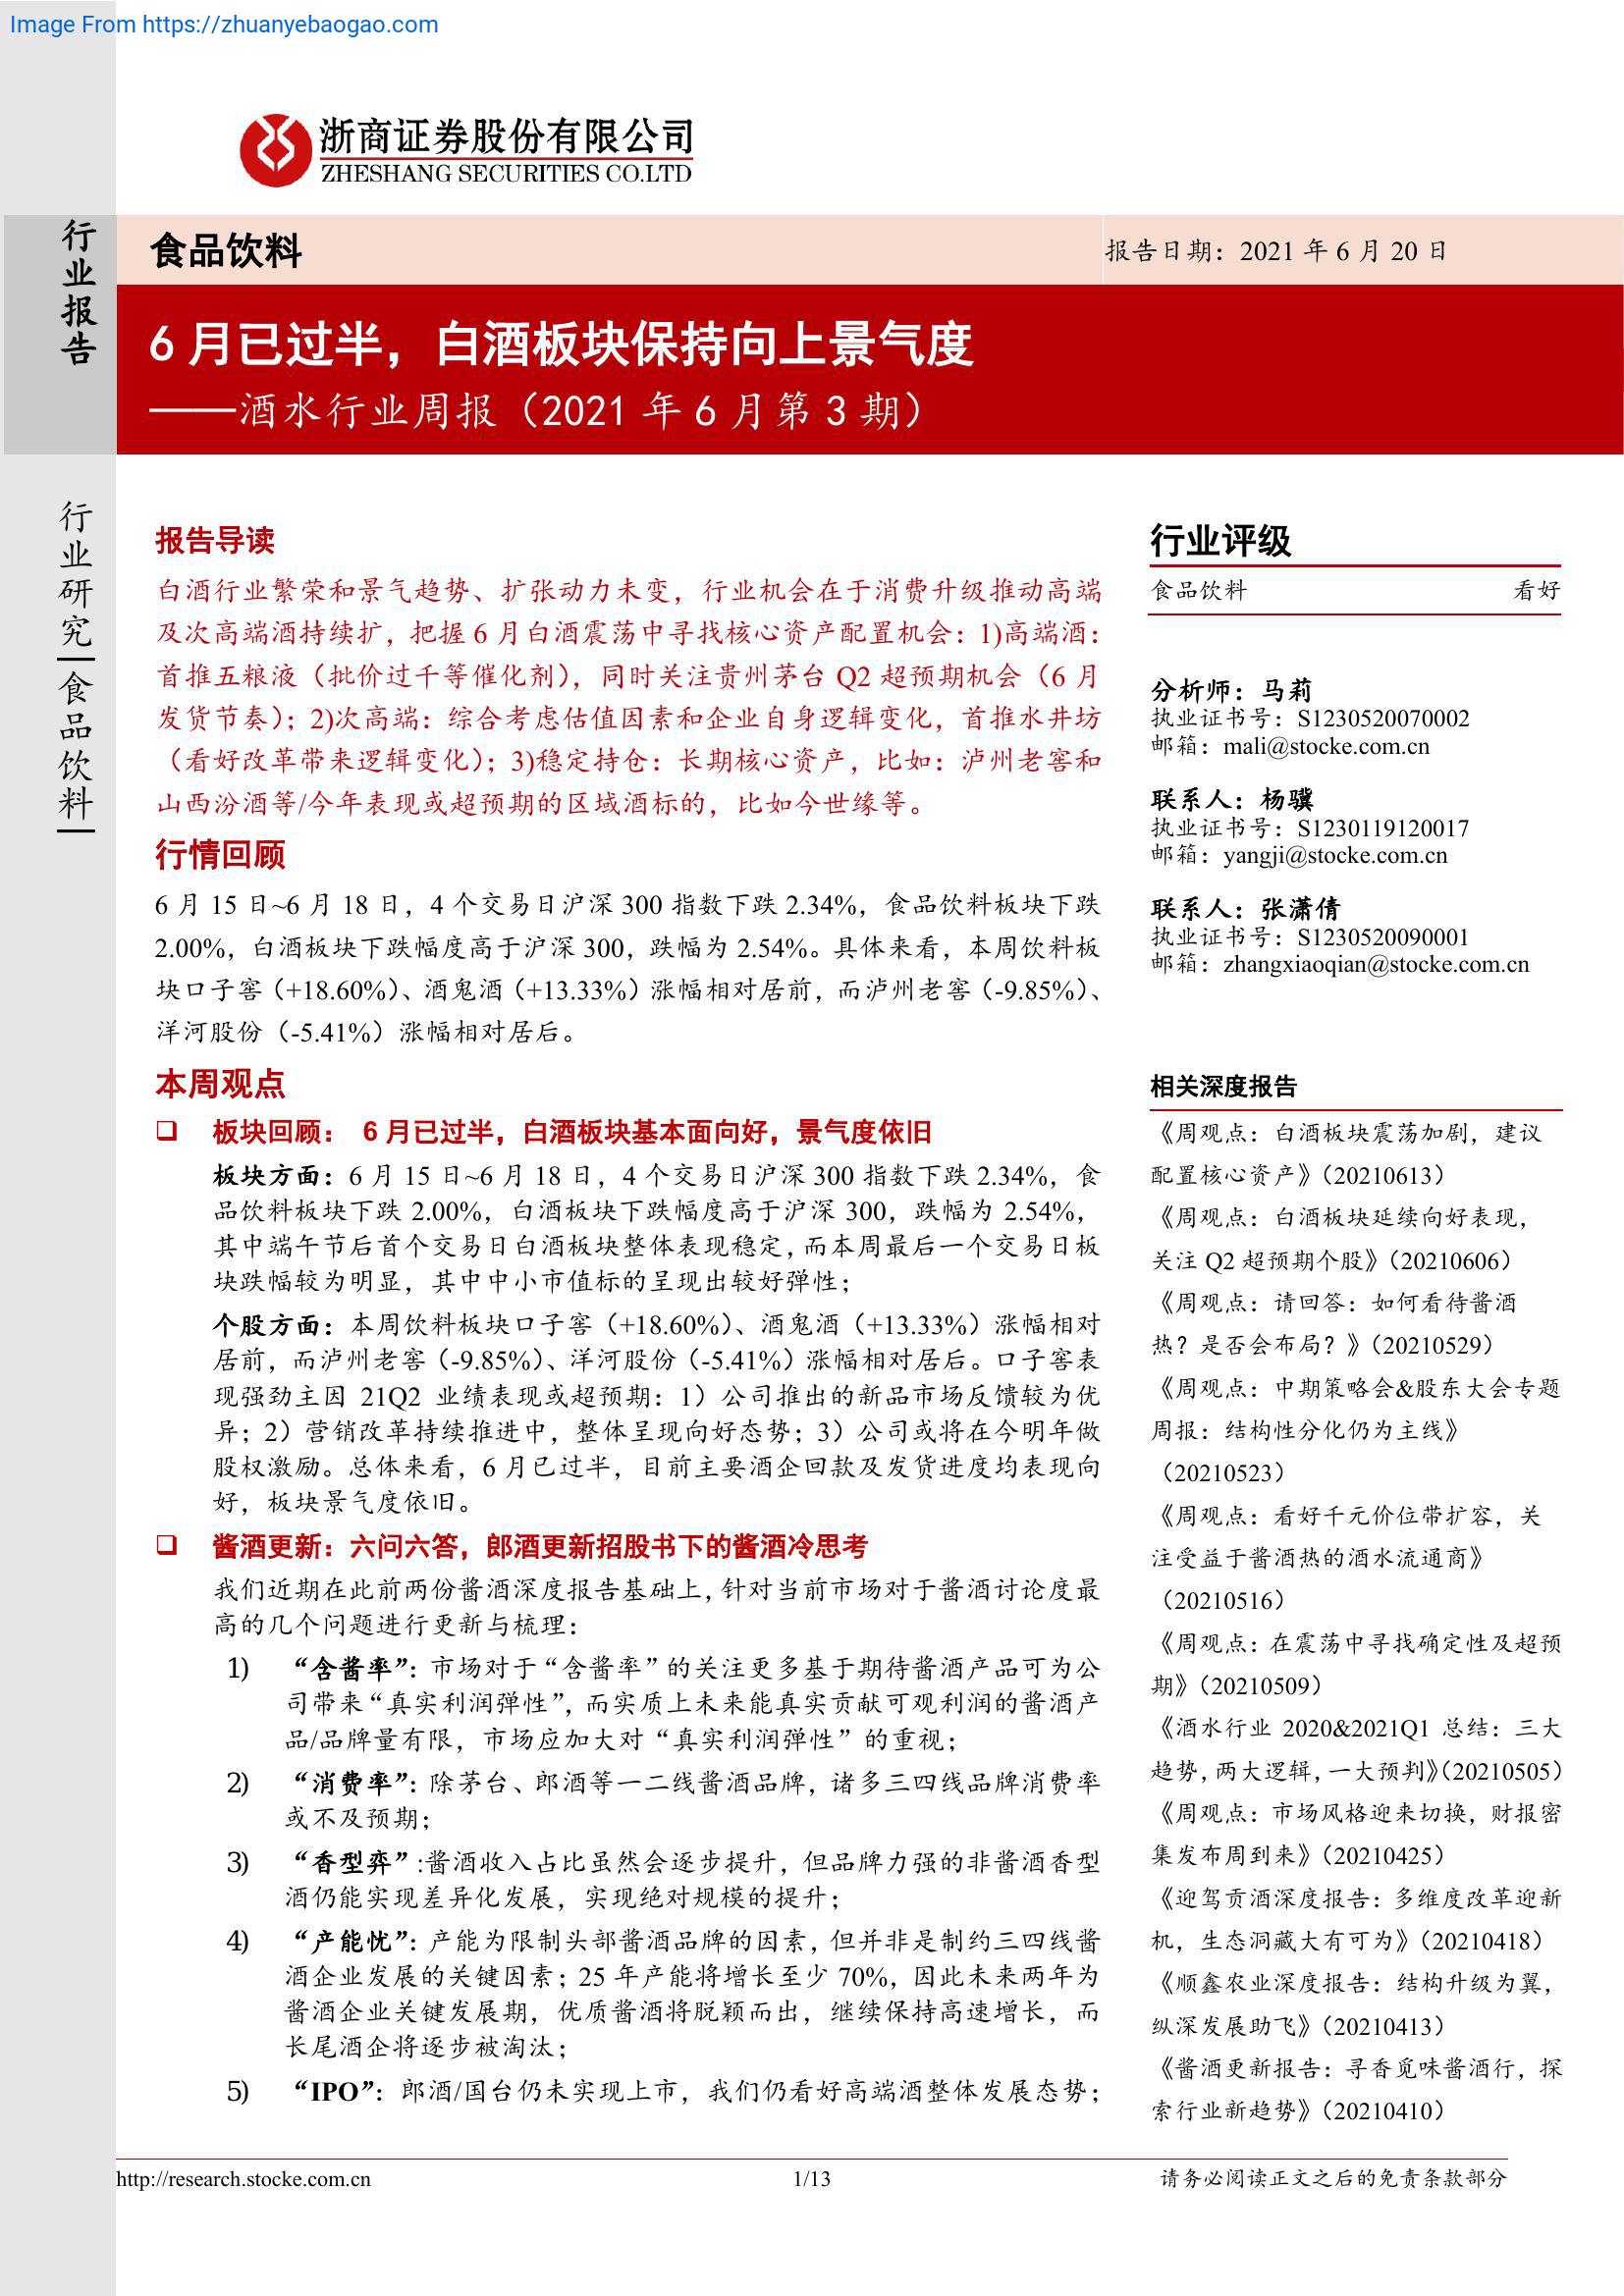 Image From https://zhuanyebaogao.com
浙商证券股份有限公司
ZHESHANG SECURITIES CO.LTD
行业报告
食品饮料
报告日期：2021 年 6 月 20 日
6 月已过半，白酒板块保持向上景气度
——酒水行业周报（2021 年 6 月第 3 期）
行业研究|食品饮料|
报告导读
白酒行业繁荣和景气趋势、扩张动力未变，行业机会在于消费升级推动高端
及次高端酒持续扩，把握 6 月白酒震荡中寻找核心资产配置机会：1)高端酒：
首推五粮液（批价过千等催化剂），同时关注贵州茅台 Q2 超预期机会（6 月
发货节奏）；2)次高端：综合考虑估值因素和企业自身逻辑变化，首推水井坊
（看好改革带来逻辑变化）；3)稳定持仓：长期核心资产，比如：泸州老窖和
山西汾酒等/今年表现或超预期的区域酒标的，比如今世缘等。
行情回顾
6 月 15 日~6 月 18 日，4 个交易日沪深 300 指数下跌 2.34%，食品饮料板块下跌
2.00%，白酒板块下跌幅度高于沪深 300，跌幅为 2.54%。具体来看，本周饮料板
块口子窖（+18.60%）、酒鬼酒（+13.33%）涨幅相对居前，而泸州老窖（-9.85%）、
洋河股份（-5.41%）涨幅相对居后。
本周观点
❑ 板块回顾： 6 月已过半，白酒板块基本面向好，景气度依旧
板块方面：6 月 15 日~6 月 18 日，4 个交易日沪深 300 指数下跌 2.34%，食
品饮料板块下跌 2.00%，白酒板块下跌幅度高于沪深 300，跌幅为 2.54%，
其中端午节后首个交易日白酒板块整体表现稳定，而本周最后一个交易日板
块跌幅较为明显，其中中小市值标的呈现出较好弹性；
个股方面：本周饮料板块口子窖（+18.60%）、酒鬼酒（+13.33%）涨幅相对
居前，而泸州老窖（-9.85%）、洋河股份（-5.41%）涨幅相对居后。口子窖表
现强劲主因 21Q2 业绩表现或超预期：1）公司推出的新品市场反馈较为优
异；2）营销改革持续推进中，整体呈现向好态势；3）公司或将在今明年做
股权激励。总体来看，6 月已过半，目前主要酒企回款及发货进度均表现向
好，板块景气度依旧。
❑ 酱酒更新：六问六答，郎酒更新招股书下的酱酒冷思考
我们近期在此前两份酱酒深度报告基础上，针对当前市场对于酱酒讨论度最
高的几个问题进行更新与梳理：
1) “含酱率”：市场对于“含酱率”的关注更多基于期待酱酒产品可为公
司带来“真实利润弹性”，而实质上未来能真实贡献可观利润的酱酒产
品/品牌量有限，市场应加大对“真实利润弹性”的重视；
2) “消费率”：除茅台、郎酒等一二线酱酒品牌，诸多三四线品牌消费率
或不及预期；
3) “香型弈”:酱酒收入占比虽然会逐步提升，但品牌力强的非酱酒香型
酒仍能实现差异化发展，实现绝对规模的提升；
4) “产能忧”：产能为限制头部酱酒品牌的因素，但并非是制约三四线酱
酒企业发展的关键因素；25 年产能将增长至少 70%，因此未来两年为
酱酒企业关键发展期，优质酱酒将脱颖而出，继续保持高速增长，而
长尾酒企将逐步被淘汰；
5) “IPO”：郎酒/国台仍未实现上市，我们仍看好高端酒整体发展态势；
行业评级
食品饮料 看好
分析师：马莉
执业证书号：S1230520070002
邮箱：mali@stocke.com.cn
联系人：杨骥
执业证书号：S1230119120017
邮箱：yangji@stocke.com.cn
联系人：张潇倩
执业证书号：S1230520090001
邮箱：zhangxiaoqian@stocke.com.cn
相关深度报告
《周观点：白酒板块震荡加剧，建议
配置核心资产》（20210613）
《周观点：白酒板块延续向好表现，
关注 Q2 超预期个股》（20210606）
《周观点：请回答：如何看待酱酒
热？是否会布局？》（20210529）
《周观点：中期策略会&股东大会专题
周报：结构性分化仍为主线》
（20210523）
《周观点：看好千元价位带扩容，关
注受益于酱酒热的酒水流通商》
（20210516）
《周观点：在震荡中寻找确定性及超预
期》（20210509）
《酒水行业 2020&2021Q1 总结：三大
趋势，两大逻辑，一大预判》（20210505）
《周观点：市场风格迎来切换，财报密
集发布周到来》（20210425）
《迎驾贡酒深度报告：多维度改革迎新
机，生态洞藏大有可为》（20210418）
《顺鑫农业深度报告：结构升级为翼，
纵深发展助飞》（20210413）
《酱酒更新报告：寻香觅味酱酒行，探
索行业新趋势》（20210410）
http://research.stocke.com.cn
1/13
请务必阅读正文之后的免责条款部分